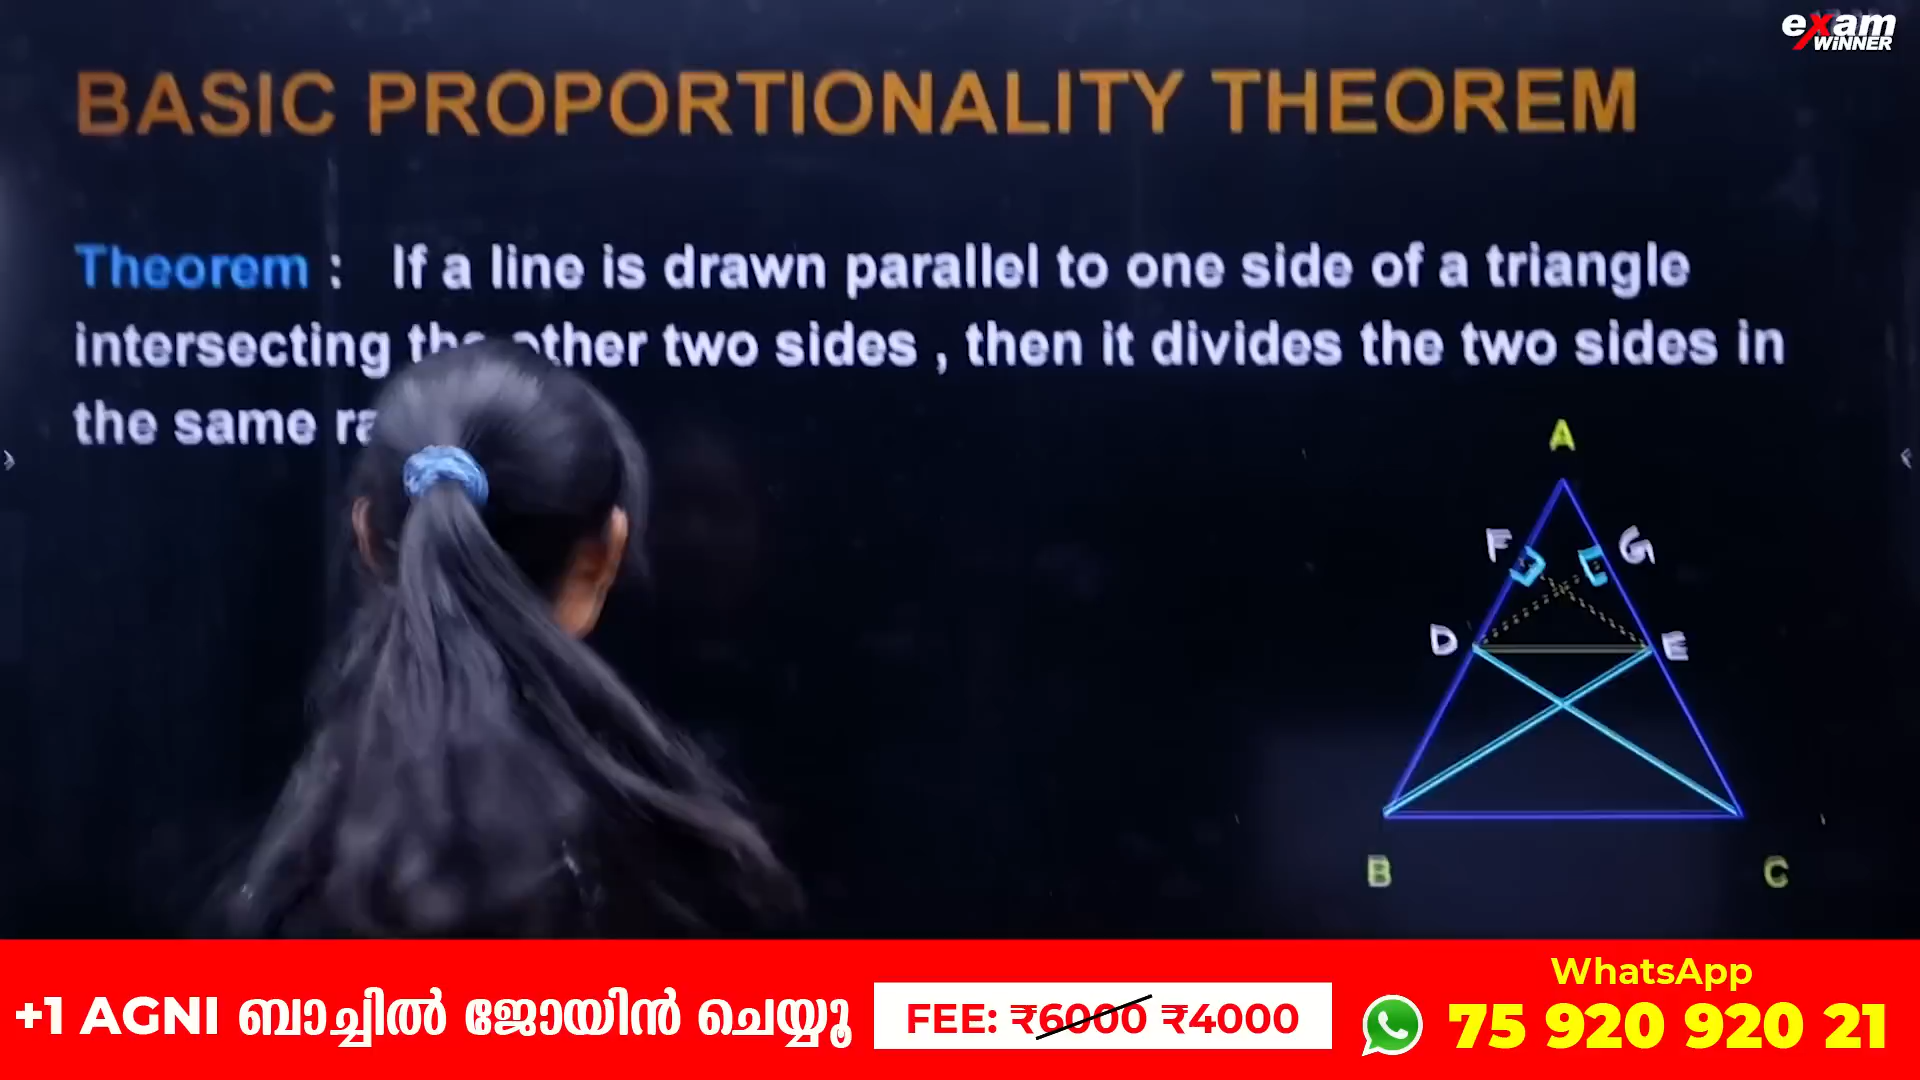 exam
WINNER
BASIC PROPORTIONALITY THEOREM
Theorem : If a line is drawn parallel to one side of a triangle
intersecting other two sides , then it divides the two sides in
the same
A
F G
D E
B C
+1 AGNI ബാച്ചിൽ ജോയിൻ ചെയ്യൂ
FEE: ₹6000 ₹4000
WhatsApp
75 920 920 21